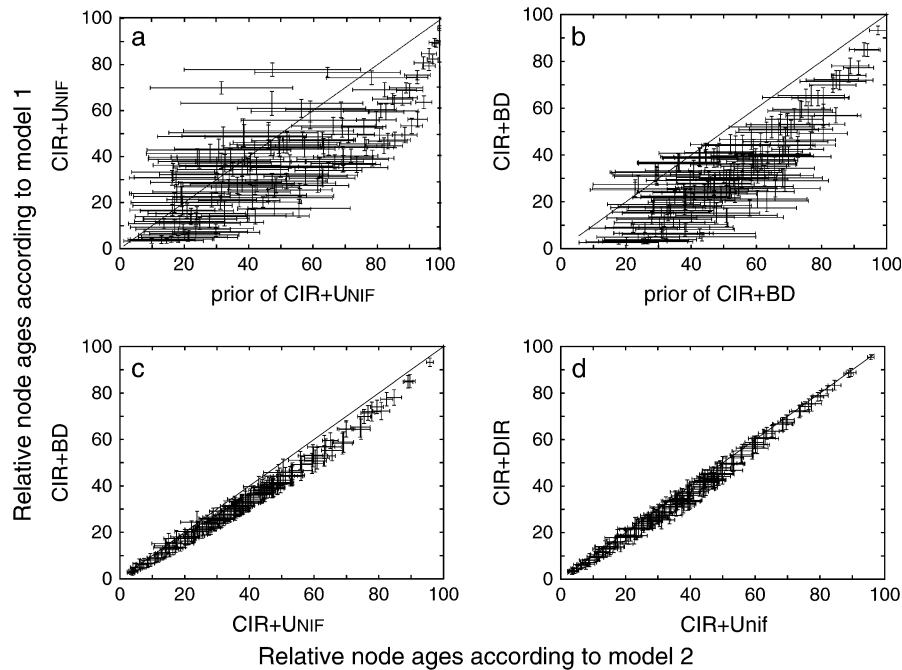 Relative node ages according to model 1
a
CIR+UNIF
100
80
60
40
20
0
0 20 40 60 80 100
prior of CIR+UNIF
b
CIR+BD
100
80
60
40
20
0
0 20 40 60 80 100
prior of CIR+BD
c
CIR+BD
100
80
60
40
20
0
0 20 40 60 80 100
CIR+UNIF
d
CIR+DIR
100
80
60
40
20
0
0 20 40 60 80 100
CIR+Unif
Relative node ages according to model 2